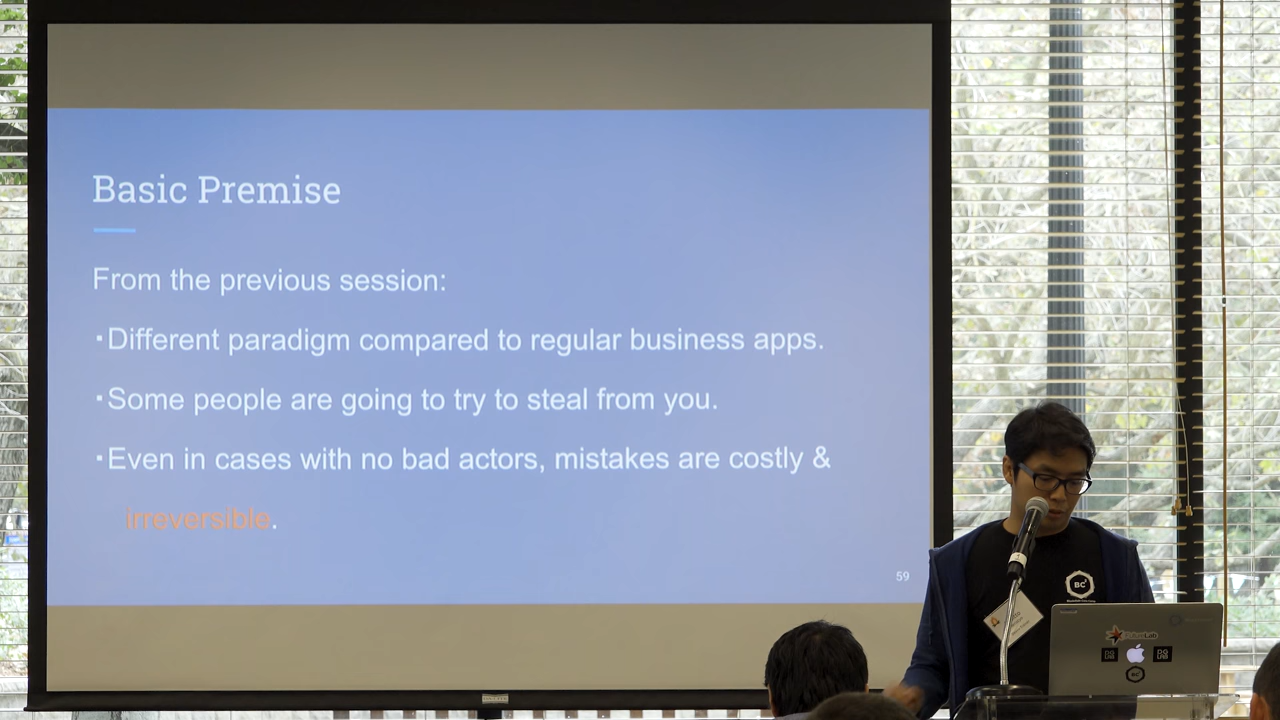 Basic Premise
From the previous session:
▪Different paradigm compared to regular business apps.
▪Some people are going to try to steal from you.
▪Even in cases with no bad actors, mistakes are costly &
irreversible.
59
BC²